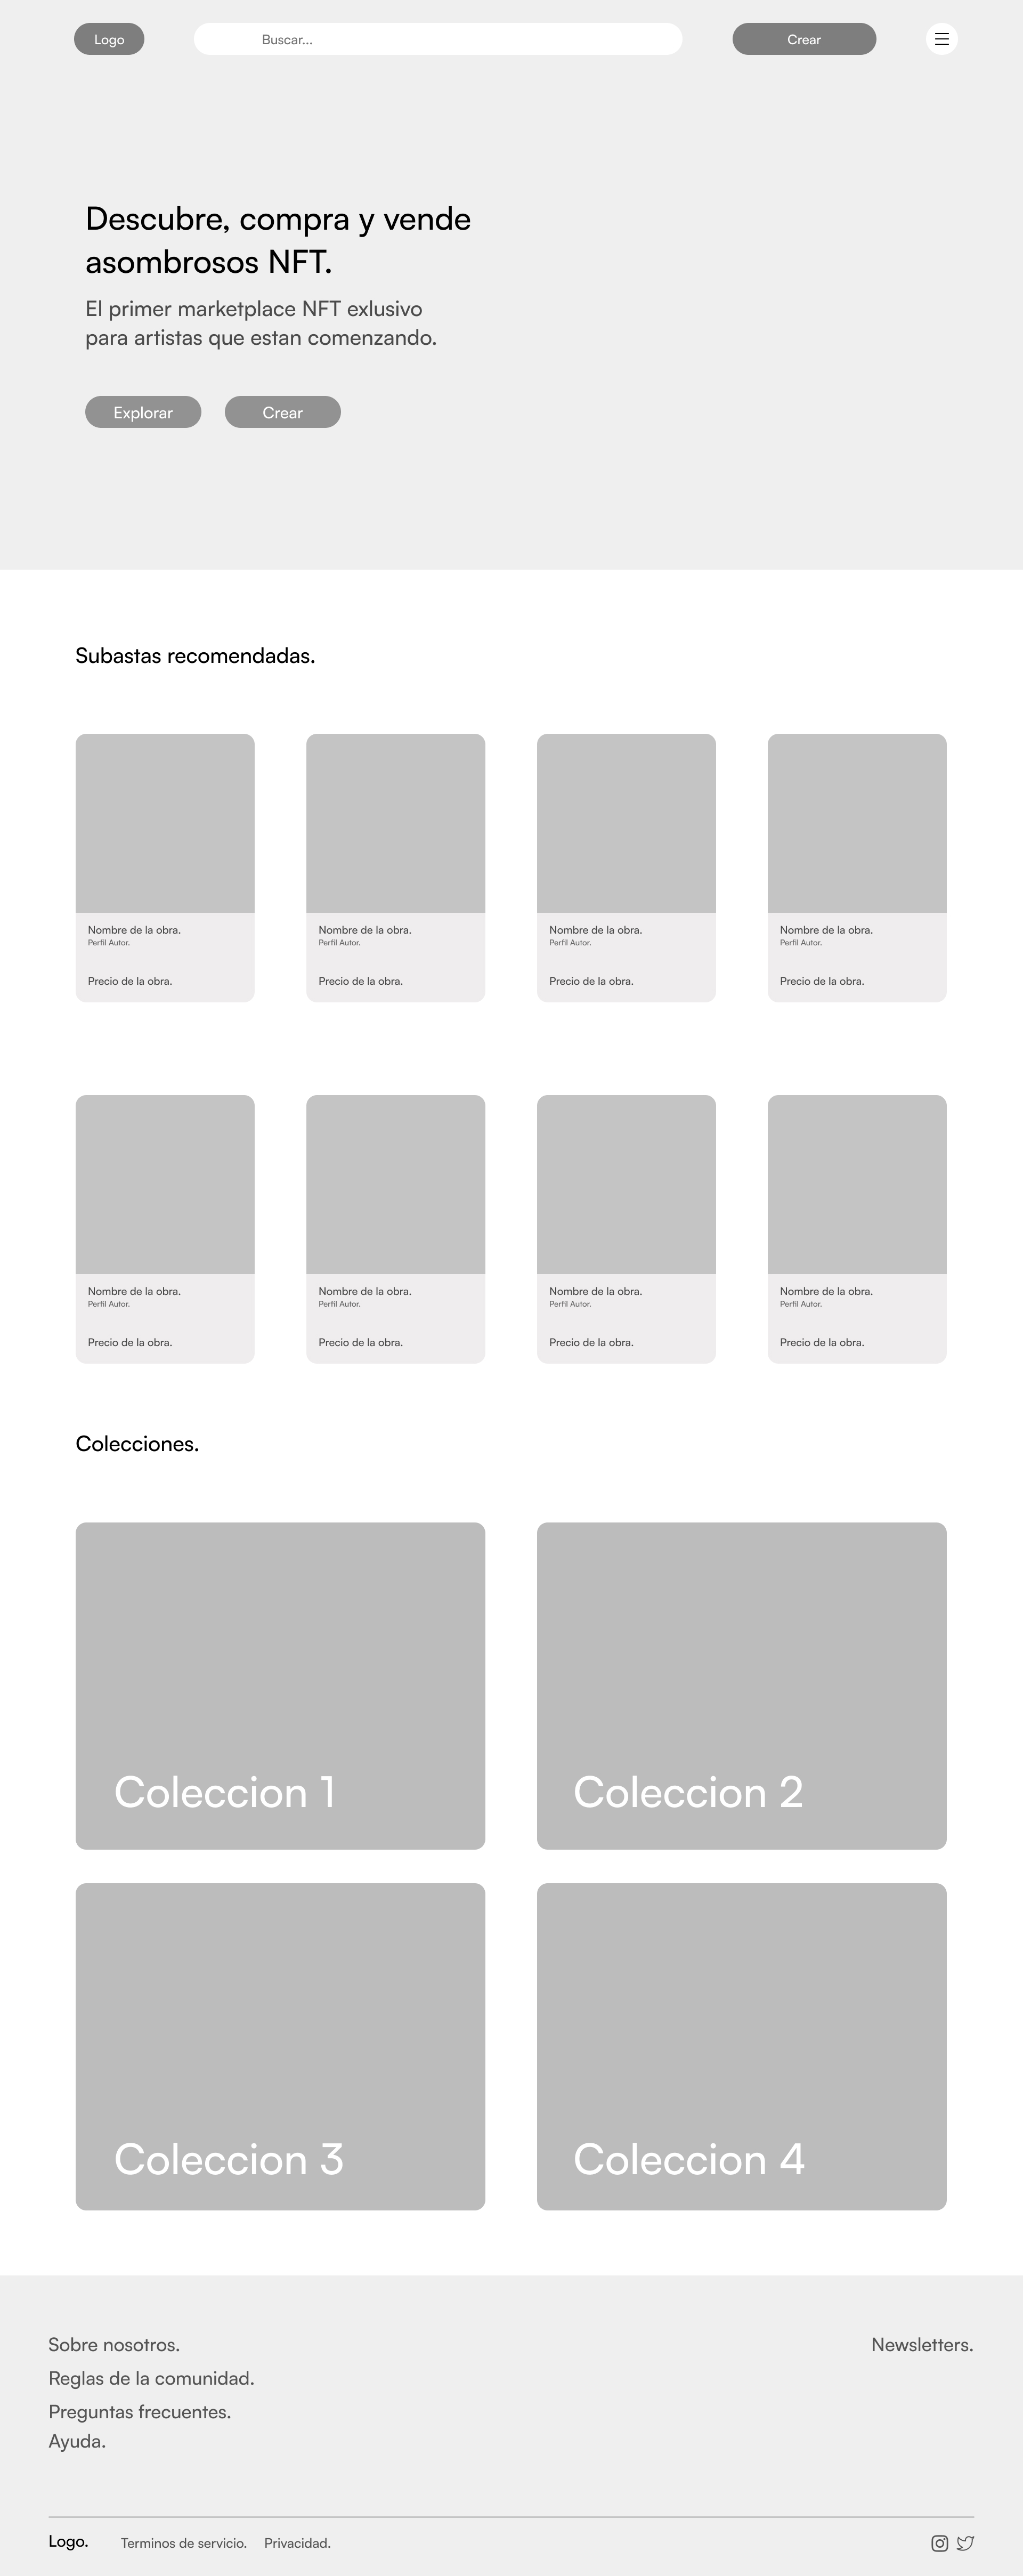 Logo
Buscar...
Crear
Descubre, compra y vende
asombrosos NFT.
El primer marketplace NFT exlusivo
para artistas que estan comenzando.
Explorar
Crear
Subastas recomendadas.
Nombre de la obra.
Perfil Autor.
Precio de la obra.
Nombre de la obra.
Perfil Autor.
Precio de la obra.
Nombre de la obra.
Perfil Autor.
Precio de la obra.
Nombre de la obra.
Perfil Autor.
Precio de la obra.
Nombre de la obra.
Perfil Autor.
Precio de la obra.
Nombre de la obra.
Perfil Autor.
Precio de la obra.
Nombre de la obra.
Perfil Autor.
Precio de la obra.
Nombre de la obra.
Perfil Autor.
Precio de la obra.
Colecciones.
Coleccion 1
Coleccion 2
Coleccion 3
Coleccion 4
Sobre nosotros.
Reglas de la comunidad.
Preguntas frecuentes.
Ayuda.
Newsletters.
Logo.
Terminos de servicio.
Privacidad.